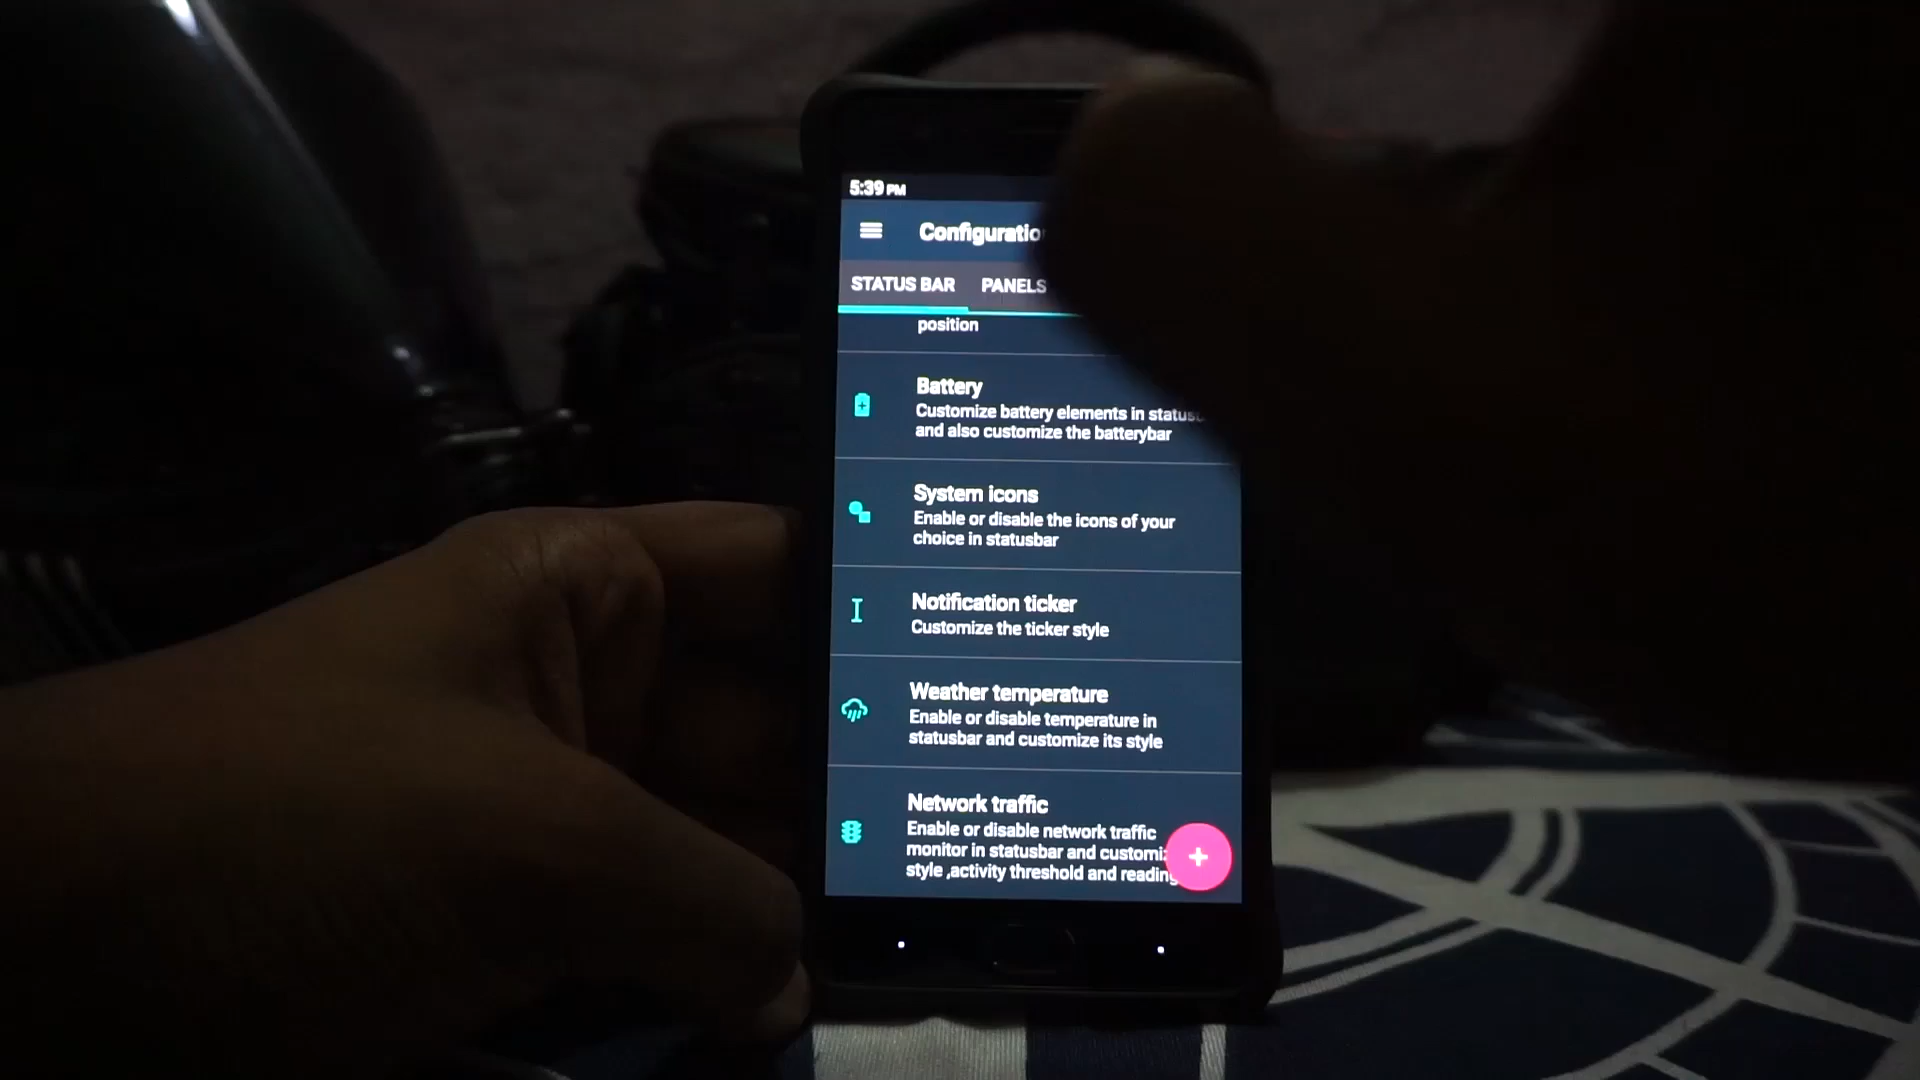 5:39 PM
Configuratio
STATUS BAR PANELS
position
Battery
Customize battery elements in status
and also customize the batterybar
System icons
Enable or disable the icons of your
choice in statusbar
Notification ticker
Customize the ticker style
Weather temperature
Enable or disable temperature in
statusbar and customize its style
Network traffic
Enable or disable network traffic
monitor in statusbar and customiz
style ,activity threshold and reading